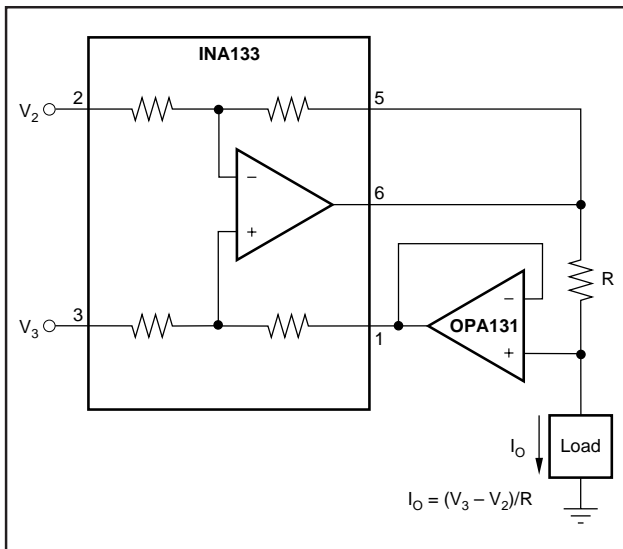 INA133
V2
2
5
−
6
+
R
V3
3
1
−
OPA131
+
IO
Load
IO = (V3 – V2)/R